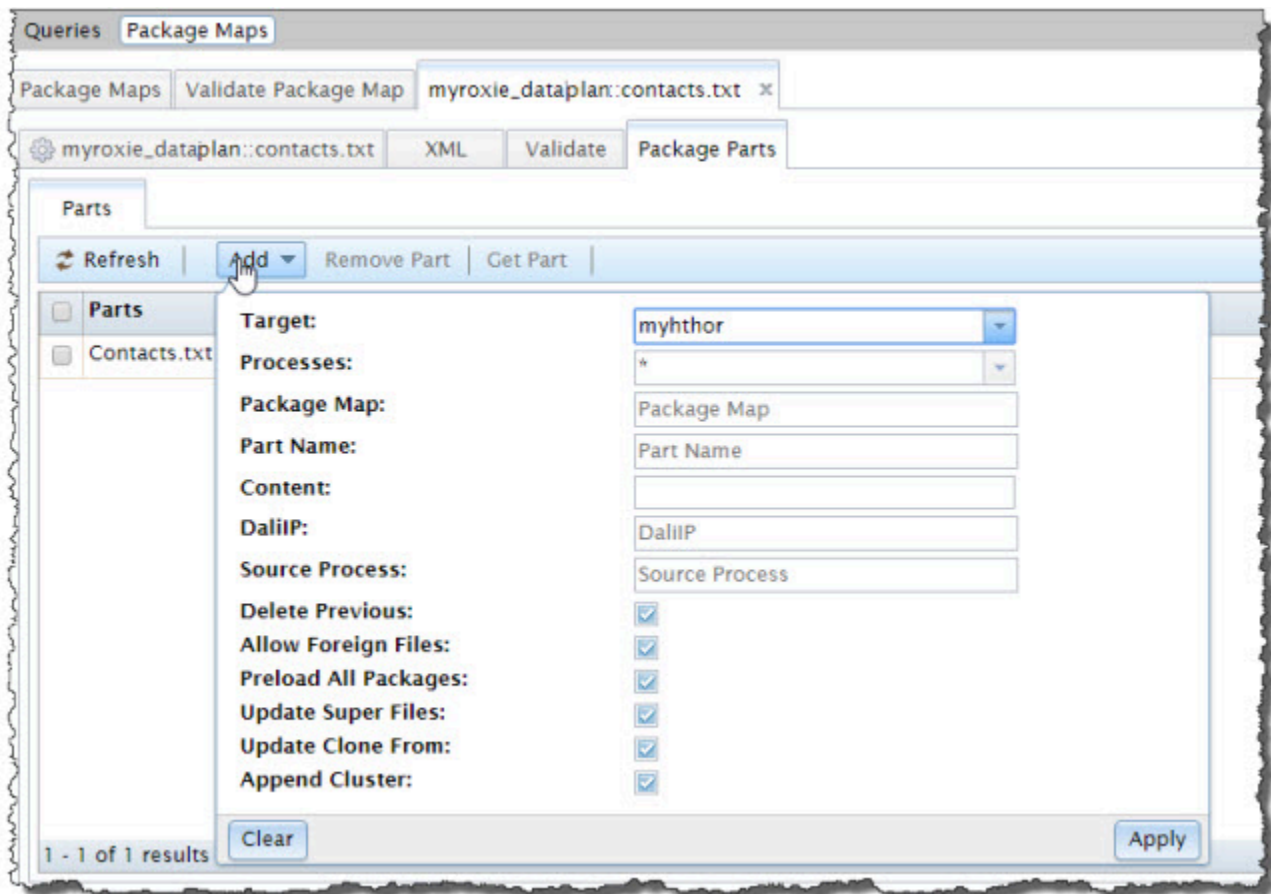 Queries Package Maps
Package Maps Validate Package Map myroxie_dataplan::contacts.txt x
myroxie_dataplan::contacts.txt XML Validate Package Parts
Parts
Refresh Add Remove Part Get Part
Parts
Contacts.txt
Target: myhthor
Processes: *
Package Map: Package Map
Part Name: Part Name
Content:
DaliIP: DaliIP
Source Process: Source Process
Delete Previous:
Allow Foreign Files:
Preload All Packages:
Update Super Files:
Update Clone From:
Append Cluster:
Clear Apply
1 - 1 of 1 results